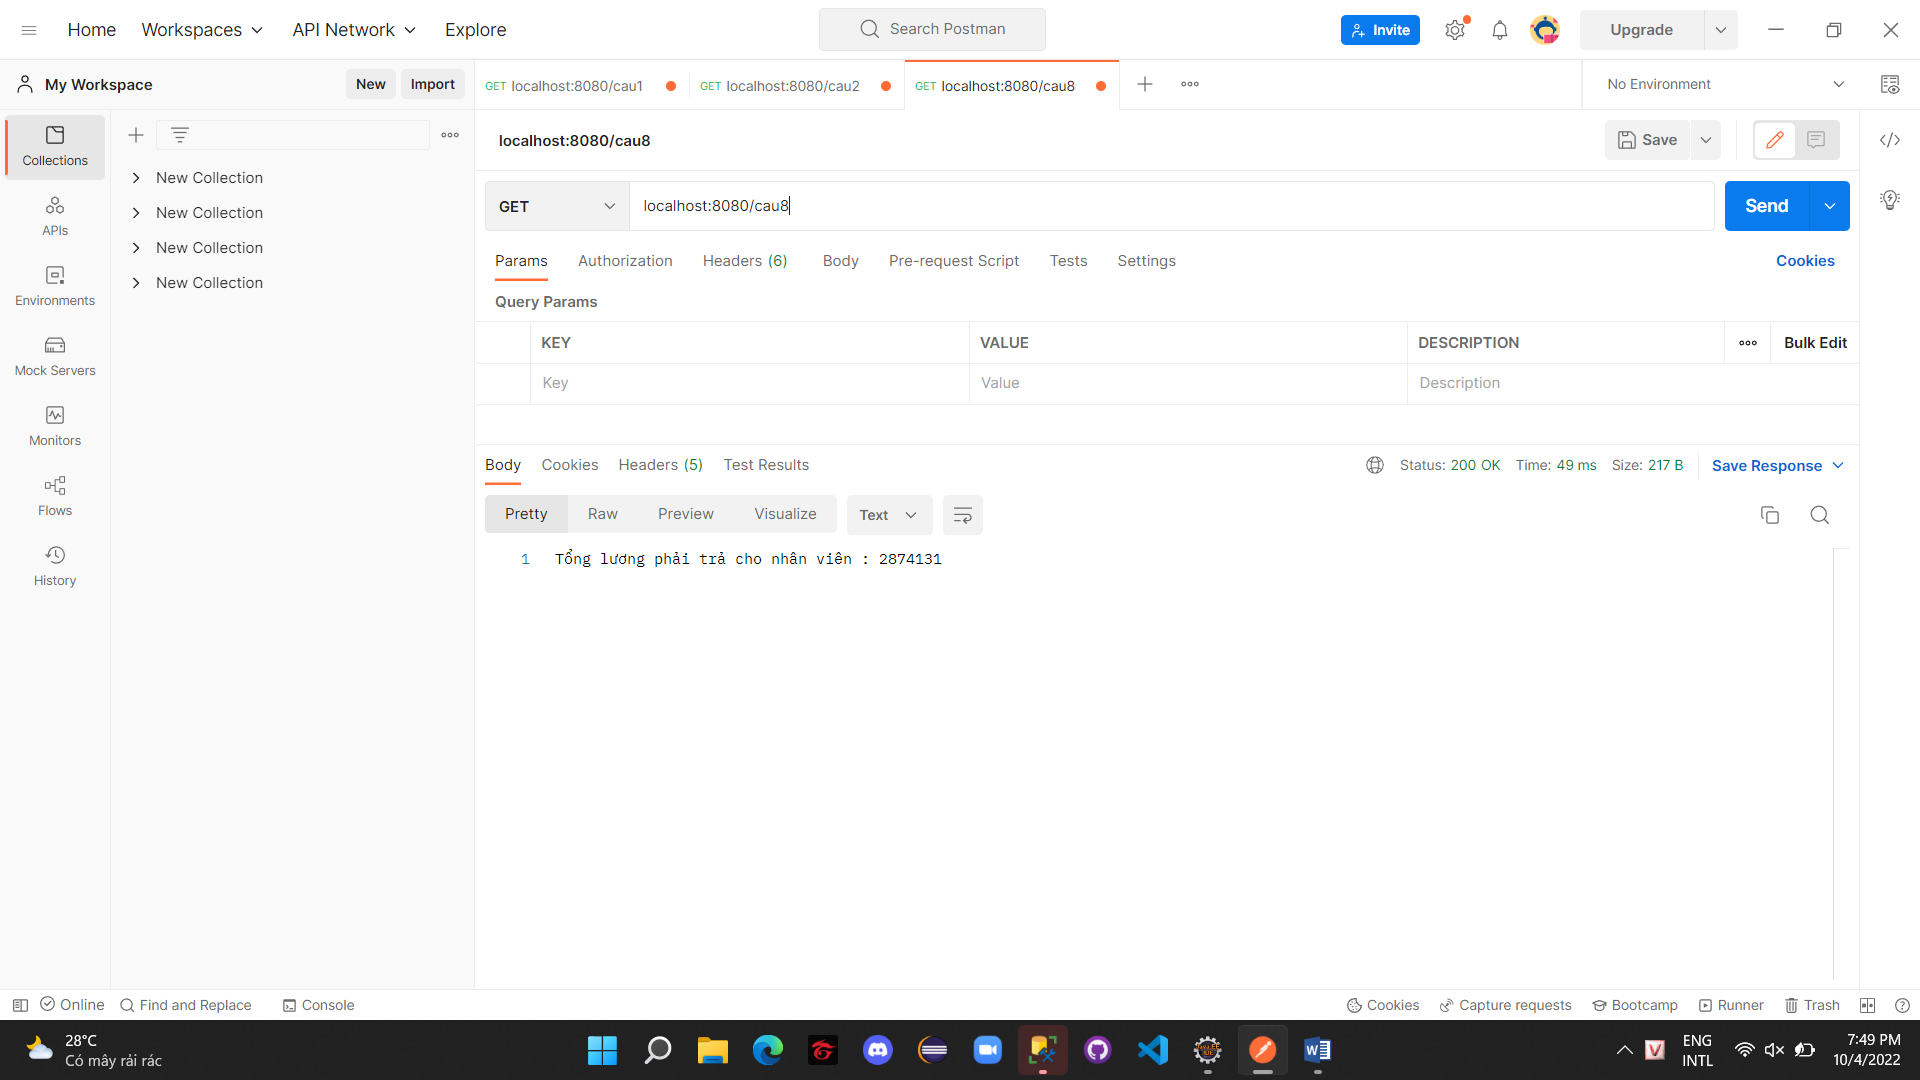 Home Workspaces API Network Explore Search Postman Invite Upgrade
My Workspace New Import GET localhost:8080/cau1 GET localhost:8080/cau2 GET localhost:8080/cau8 No Environment
Collections
APIs
Environments
Mock Servers
Monitors
Flows
History
New Collection
New Collection
New Collection
New Collection
localhost:8080/cau8 Save
GET localhost:8080/cau8 Send
Params Authorization Headers (6) Body Pre-request Script Tests Settings Cookies
Query Params
KEY VALUE DESCRIPTION Bulk Edit
Key Value Description
Body Cookies Headers (5) Test Results Status: 200 OK Time: 49 ms Size: 217 B Save Response
Pretty Raw Preview Visualize Text
1 Tổng lương phải trả cho nhân viên : 2874131
Online Find and Replace Console Cookies Capture requests Bootcamp Runner Trash
28°C
Có mây rải rác
ENG
INTL
7:49 PM
10/4/2022